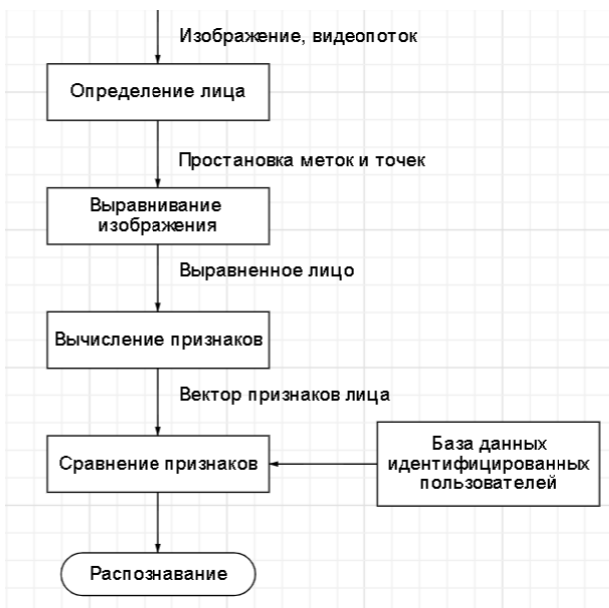 Изображение, видеопоток
Определение лица
Простановка меток и точек
Выравнивание
изображения
Выравненное лицо
Вычисление признаков
Вектор признаков лица
Сравнение признаков
База данных
идентифицированных
пользователей
Распознавание